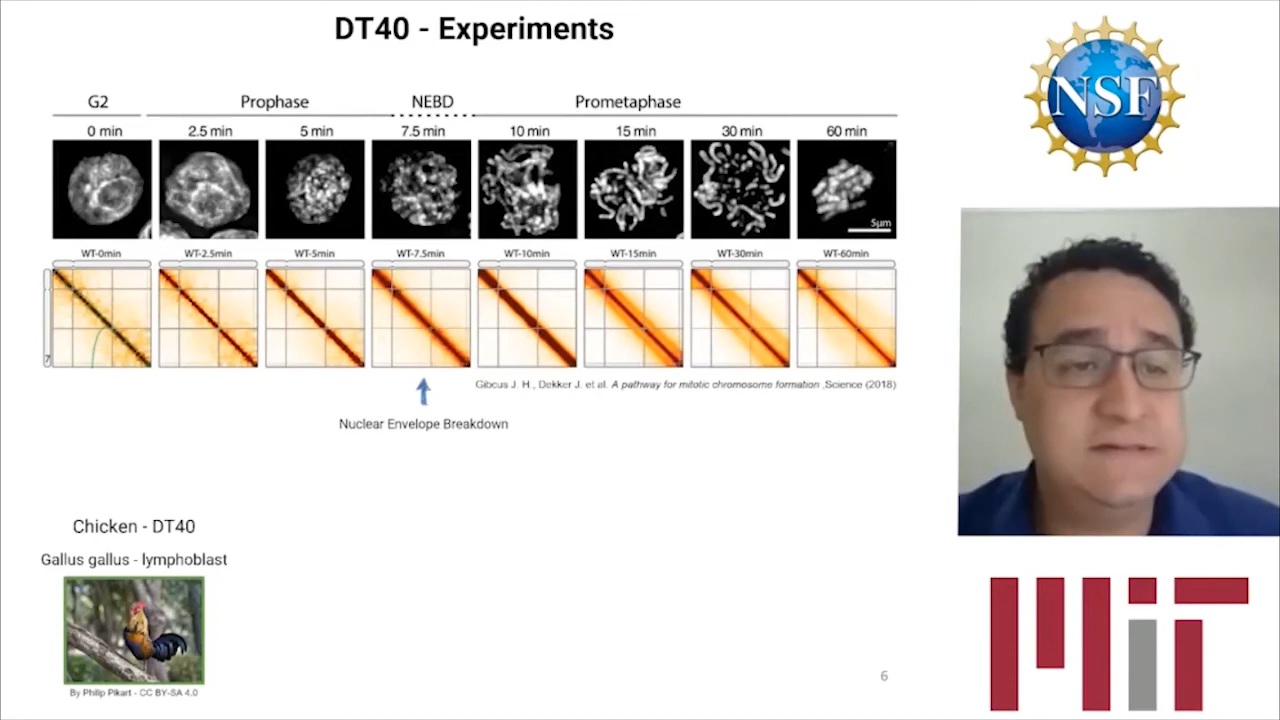 DT40 - Experiments
G2 Prophase NEBD Prometaphase
0 min 2.5 min 5 min 7.5 min 10 min 15 min 30 min 60 min
5μm
WT-0min WT-2.5min WT-5min WT-7.5min WT-10min WT-15min WT-30min WT-60min
7
Gibcus J. H., Dekker J. et al. A pathway for mitotic chromosome formation ,Science (2018)
Nuclear Envelope Breakdown
Chicken - DT40
Gallus gallus - lymphoblast
By Philip Pikart - CC BY-SA 4.0
6
NSF
MIT